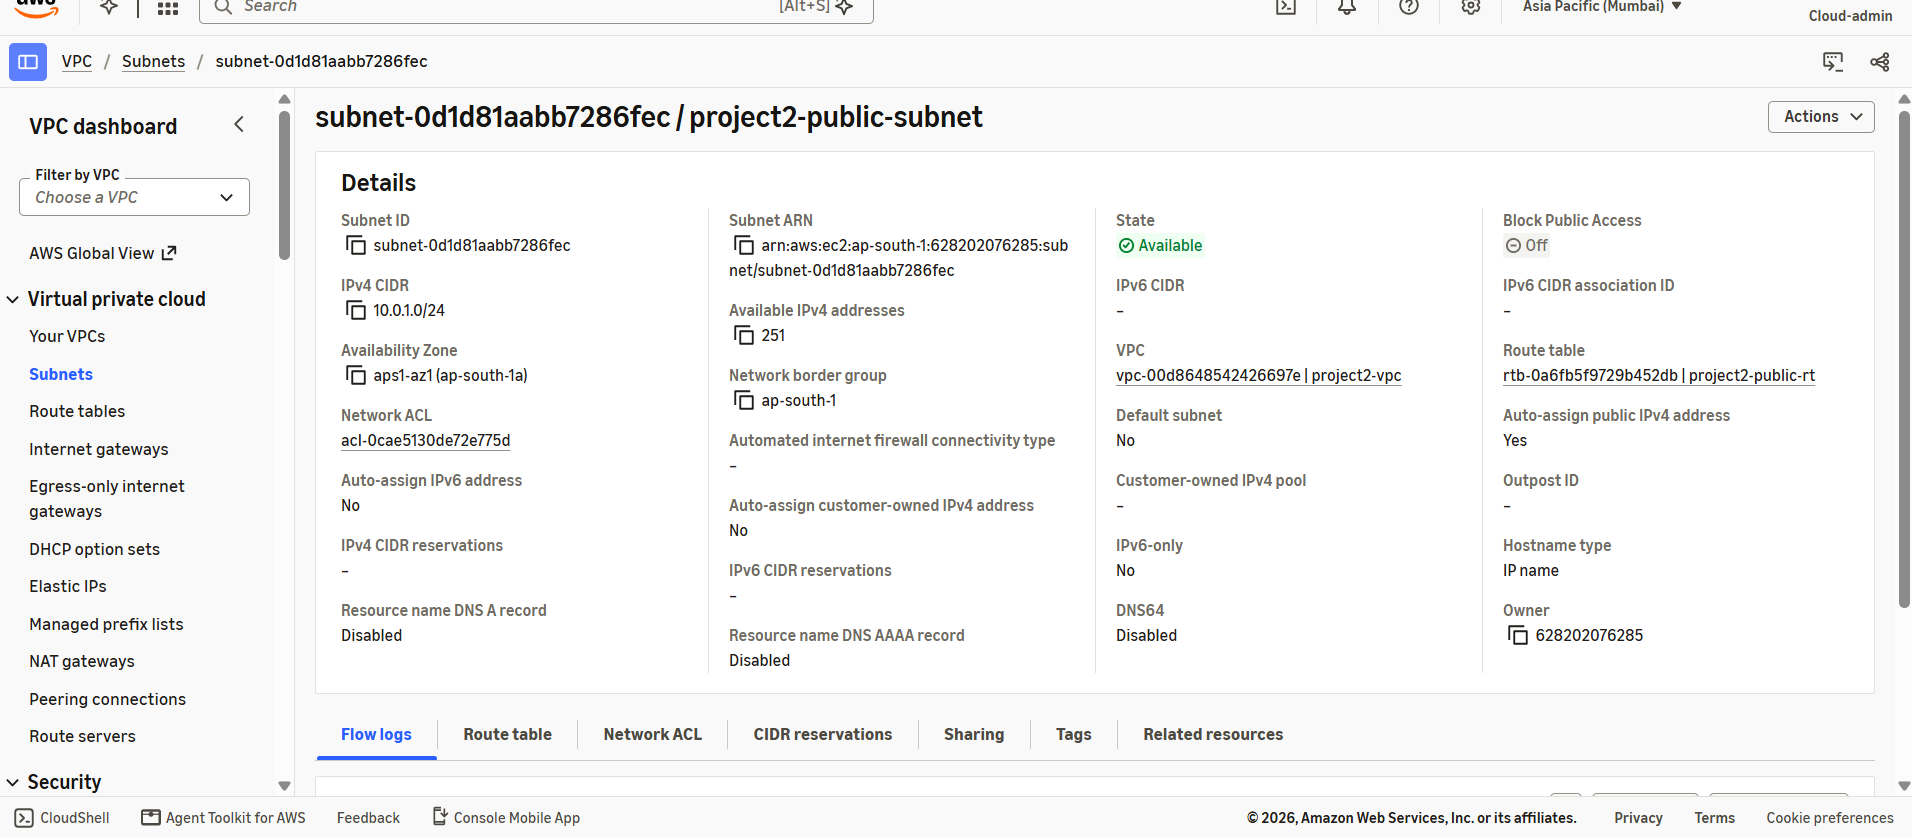 aws
Search
[Alt+S]
Asia Pacific (Mumbai)
Cloud-admin
VPC / Subnets / subnet-0d1d81aabb7286fec
VPC dashboard
Filter by VPC
Choose a VPC
AWS Global View
Virtual private cloud
Your VPCs
Subnets
Route tables
Internet gateways
Egress-only internet
gateways
DHCP option sets
Elastic IPs
Managed prefix lists
NAT gateways
Peering connections
Route servers
Security
subnet-0d1d81aabb7286fec / project2-public-subnet
Actions
Details
Subnet ID
subnet-0d1d81aabb7286fec
IPv4 CIDR
10.0.1.0/24
Availability Zone
aps1-az1 (ap-south-1a)
Network ACL
acl-0cae5130de72e775d
Auto-assign IPv6 address
No
IPv4 CIDR reservations
–
Resource name DNS A record
Disabled
Subnet ARN
arn:aws:ec2:ap-south-1:628202076285:sub
net/subnet-0d1d81aabb7286fec
Available IPv4 addresses
251
Network border group
ap-south-1
Automated internet firewall connectivity type
–
Auto-assign customer-owned IPv4 address
No
IPv6 CIDR reservations
–
Resource name DNS AAAA record
Disabled
State
Available
IPv6 CIDR
–
VPC
vpc-00d8648542426697e | project2-vpc
Default subnet
No
Customer-owned IPv4 pool
–
IPv6-only
No
DNS64
Disabled
Block Public Access
Off
IPv6 CIDR association ID
–
Route table
rtb-0a6fb5f9729b452db | project2-public-rt
Auto-assign public IPv4 address
Yes
Outpost ID
–
Hostname type
IP name
Owner
628202076285
Flow logs
Route table
Network ACL
CIDR reservations
Sharing
Tags
Related resources
CloudShell
Agent Toolkit for AWS
Feedback
Console Mobile App
© 2026, Amazon Web Services, Inc. or its affiliates.
Privacy
Terms
Cookie preferences